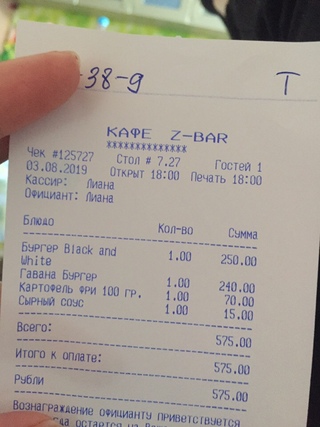 -38-9 T
КАФЕ Z-BAR
**************
Чек #125727 Стол # 7.27 Гостей 1
03.08.2019 Открыт 18:00 Печать 18:00
Кассир: Лиана
Официант: Лиана
Блюдо Кол-во Сумма
Бургер Black and 1.00 250.00
White
Гавана Бургер 1.00 240.00
Картофель фри 100 гр. 1.00 70.00
Сырный соус 1.00 15.00
Всего: 575.00
Итого к оплате: 575.00
Рубли 575.00
Вознаграждение официанту приветствуется
остается на